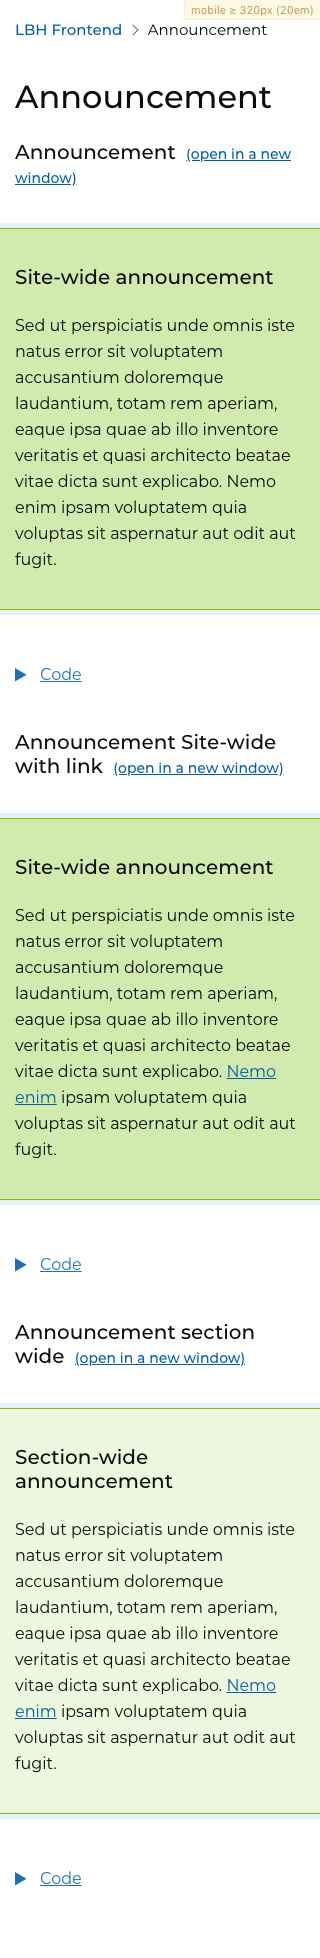 mobile ≥ 320px (20em)
LBH Frontend > Announcement
Announcement
Announcement (open in a new
window)
Site-wide announcement
Sed ut perspiciatis unde omnis iste
natus error sit voluptatem
accusantium doloremque
laudantium, totam rem aperiam,
eaque ipsa quae ab illo inventore
veritatis et quasi architecto beatae
vitae dicta sunt explicabo. Nemo
enim ipsam voluptatem quia
voluptas sit aspernatur aut odit aut
fugit.
Code
Announcement Site-wide
with link (open in a new window)
Site-wide announcement
Sed ut perspiciatis unde omnis iste
natus error sit voluptatem
accusantium doloremque
laudantium, totam rem aperiam,
eaque ipsa quae ab illo inventore
veritatis et quasi architecto beatae
vitae dicta sunt explicabo. Nemo
enim ipsam voluptatem quia
voluptas sit aspernatur aut odit aut
fugit.
Code
Announcement section
wide (open in a new window)
Section-wide
announcement
Sed ut perspiciatis unde omnis iste
natus error sit voluptatem
accusantium doloremque
laudantium, totam rem aperiam,
eaque ipsa quae ab illo inventore
veritatis et quasi architecto beatae
vitae dicta sunt explicabo. Nemo
enim ipsam voluptatem quia
voluptas sit aspernatur aut odit aut
fugit.
Code